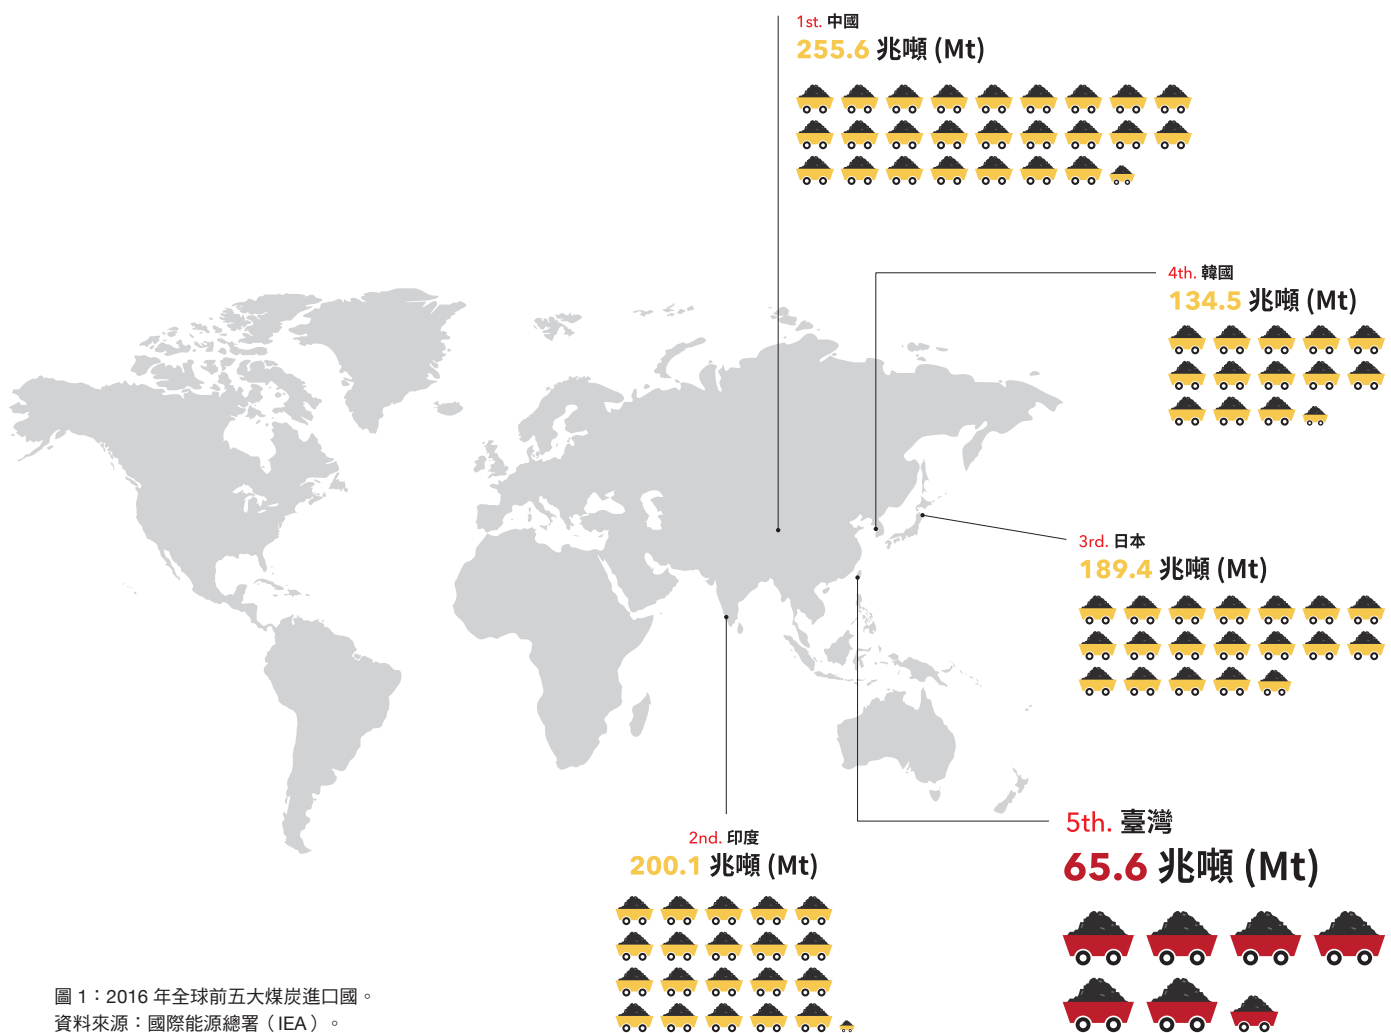 1st. 中國
255.6 兆噸 (Mt)
4th. 韓國
134.5 兆噸 (Mt)
3rd. 日本
189.4 兆噸 (Mt)
2nd. 印度
200.1 兆噸 (Mt)
5th. 臺灣
65.6 兆噸 (Mt)
圖 1：2016 年全球前五大煤炭進口國。
資料來源：國際能源總署（IEA）。